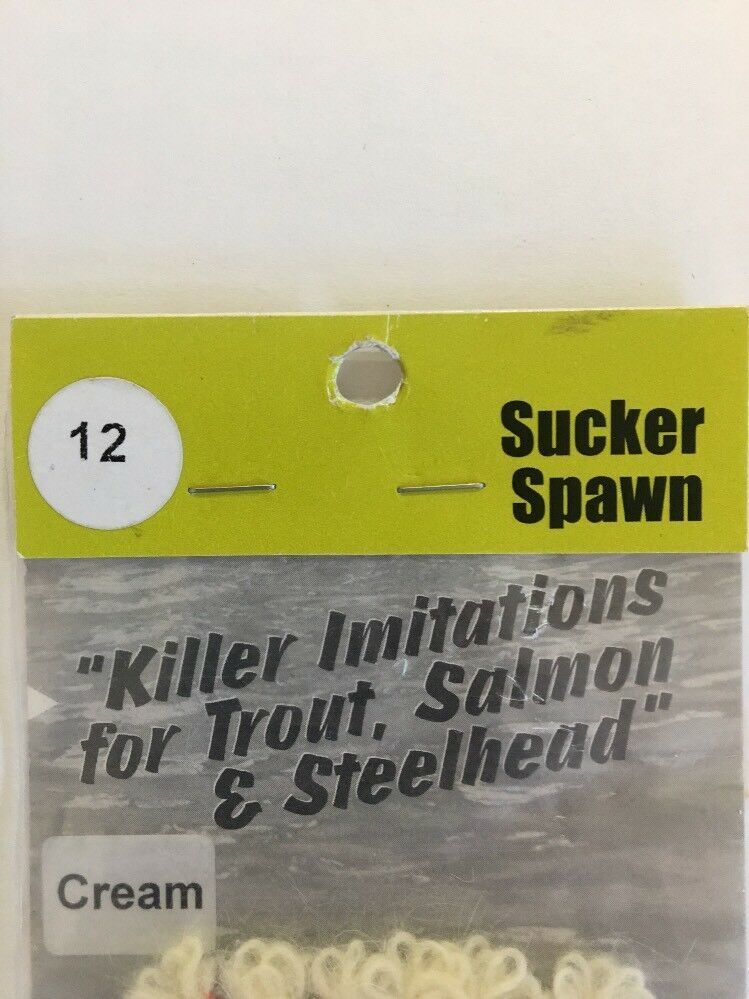 12
Sucker
Spawn
"Killer Imitations
for Trout, Salmon
& Steelhead"
Cream